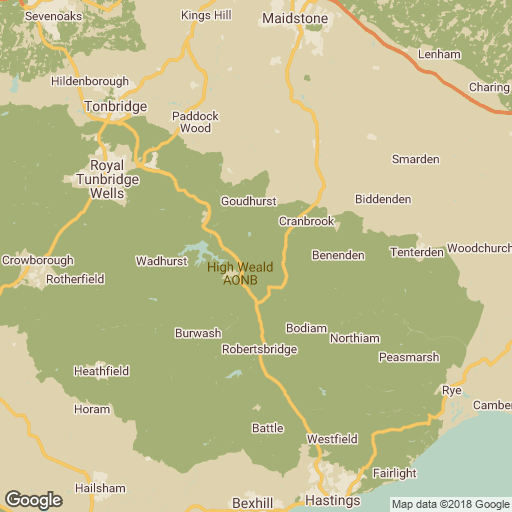 Sevenoaks
Kings Hill
Maidstone
Lenham
Charing
Hildenborough
Tonbridge
Paddock
Wood
Royal
Tunbridge
Wells
Smarden
Goudhurst
Biddenden
Cranbrook
Crowborough
Rotherfield
Wadhurst
High Weald
AONB
Benenden
Tenterden
Woodchurch
Burwash
Bodiam
Northiam
Robertsbridge
Peasmarsh
Heathfield
Rye
Horam
Camber
Battle
Westfield
Fairlight
Hailsham
Bexhill
Hastings
Google
Google
Map data ©2018 Google